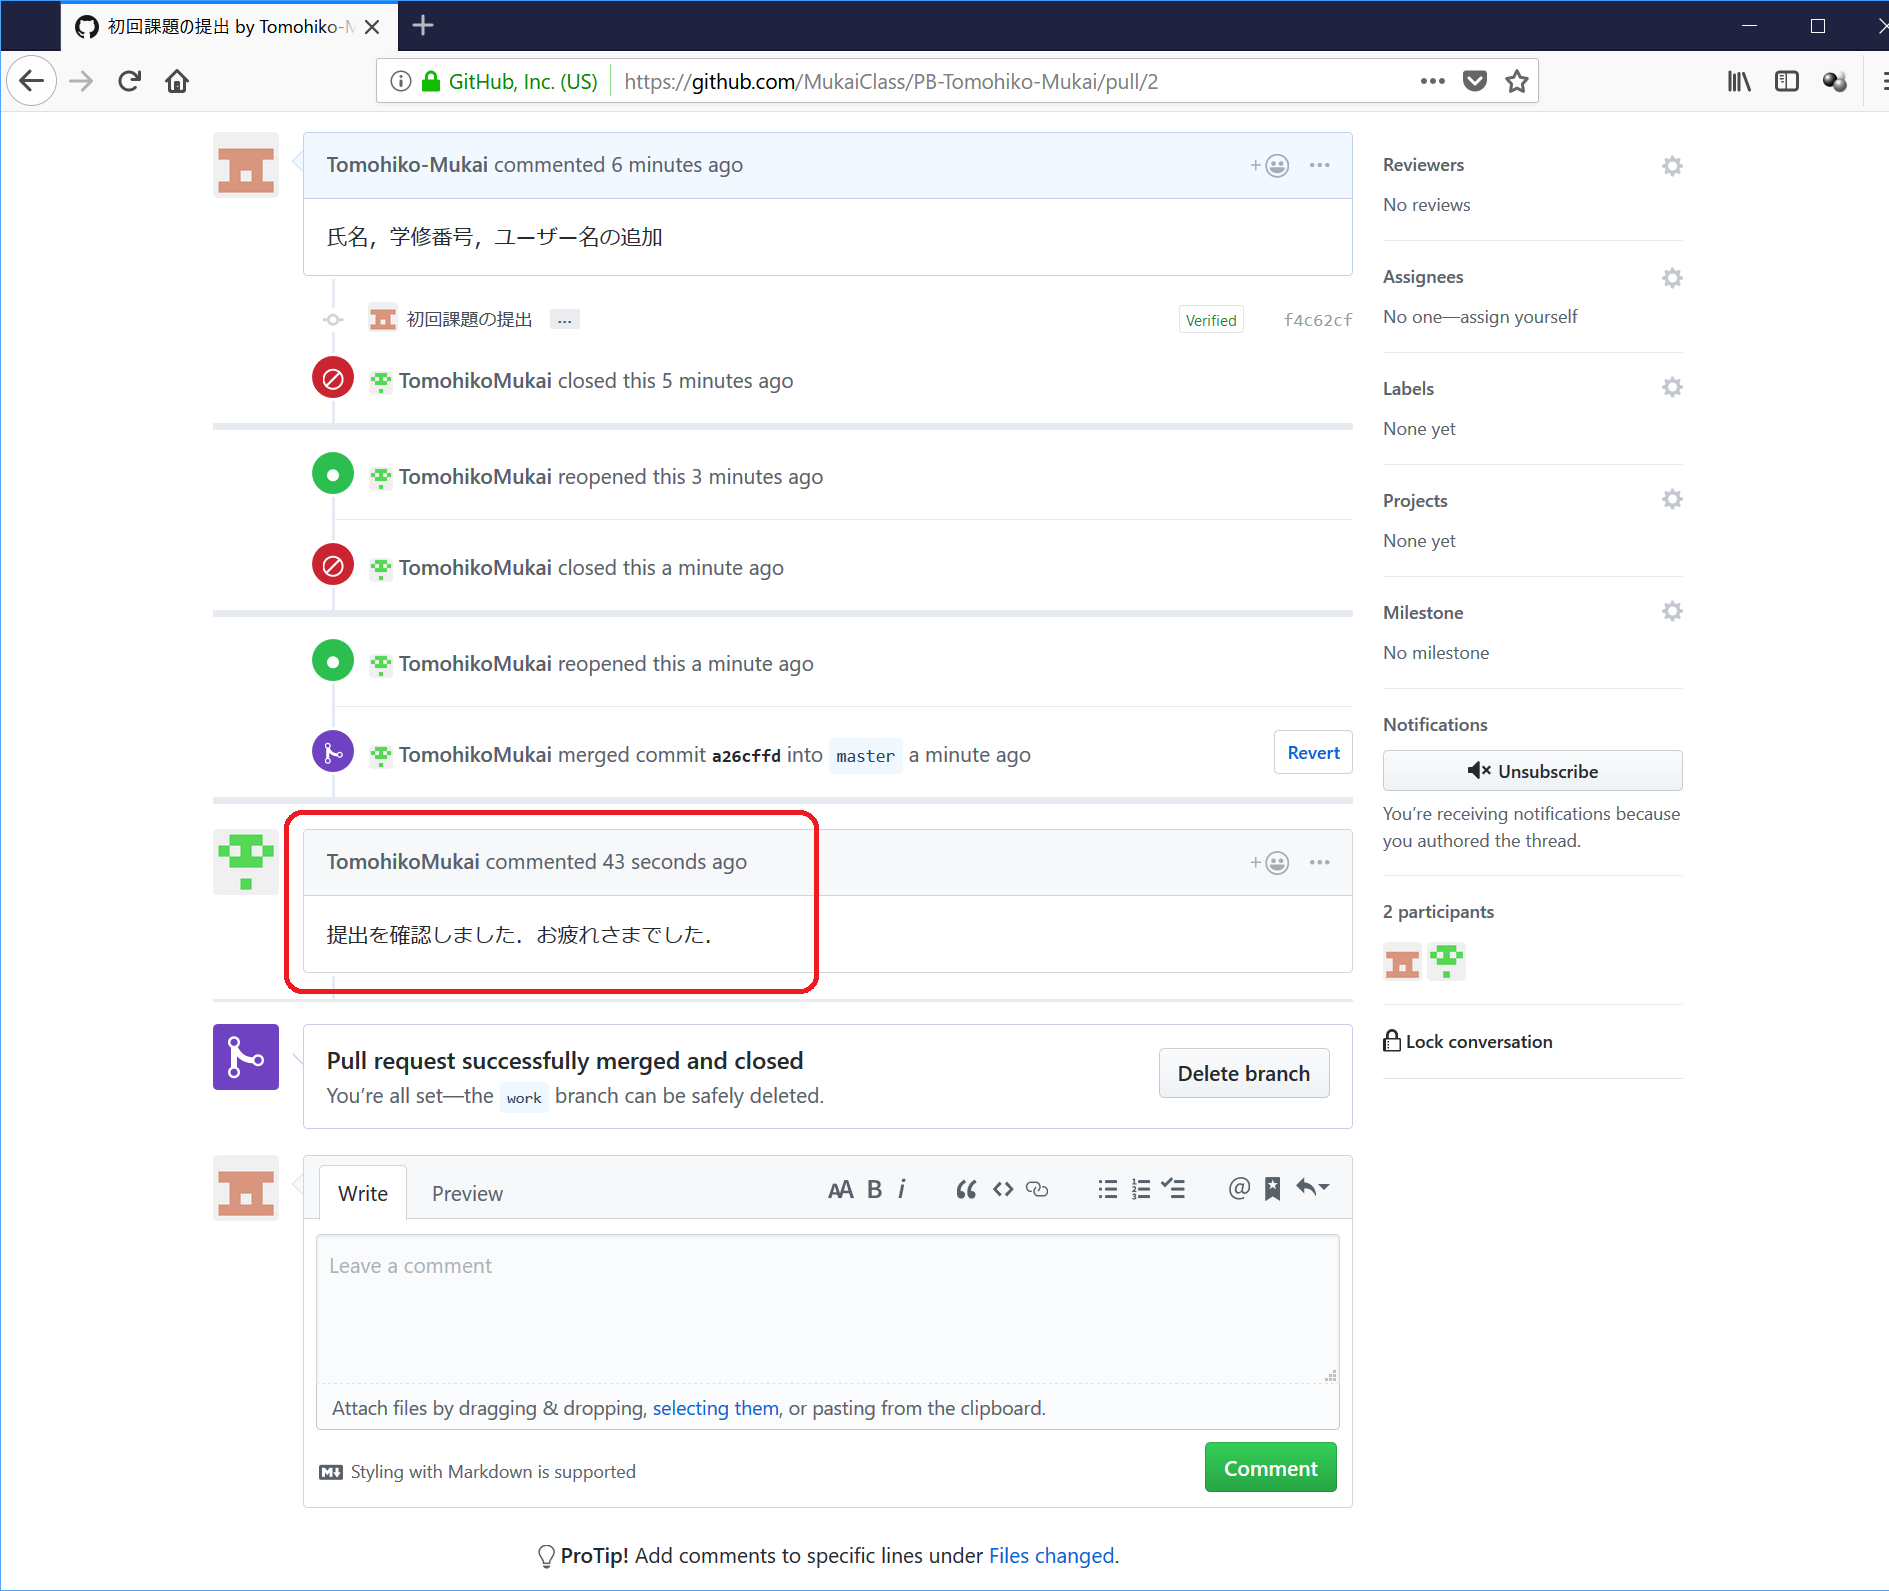 初回課題の提出 by Tomohiko-M
GitHub, Inc. (US) https://github.com/MukaiClass/PB-Tomohiko-Mukai/pull/2
Tomohiko-Mukai commented 6 minutes ago
氏名，学修番号，ユーザー名の追加
初回課題の提出 ...
Verified f4c62cf
TomohikoMukai closed this 5 minutes ago
TomohikoMukai reopened this 3 minutes ago
TomohikoMukai closed this a minute ago
TomohikoMukai reopened this a minute ago
TomohikoMukai merged commit a26cffd into master a minute ago
Revert
TomohikoMukai commented 43 seconds ago
提出を確認しました．お疲れさまでした．
Pull request successfully merged and closed
You’re all set—the work branch can be safely deleted.
Delete branch
Write Preview
AA B i
Leave a comment
Attach files by dragging & dropping, selecting them, or pasting from the clipboard.
Styling with Markdown is supported
Comment
ProTip! Add comments to specific lines under Files changed.
Reviewers
No reviews
Assignees
No one—assign yourself
Labels
None yet
Projects
None yet
Milestone
No milestone
Notifications
Unsubscribe
You’re receiving notifications because
you authored the thread.
2 participants
Lock conversation